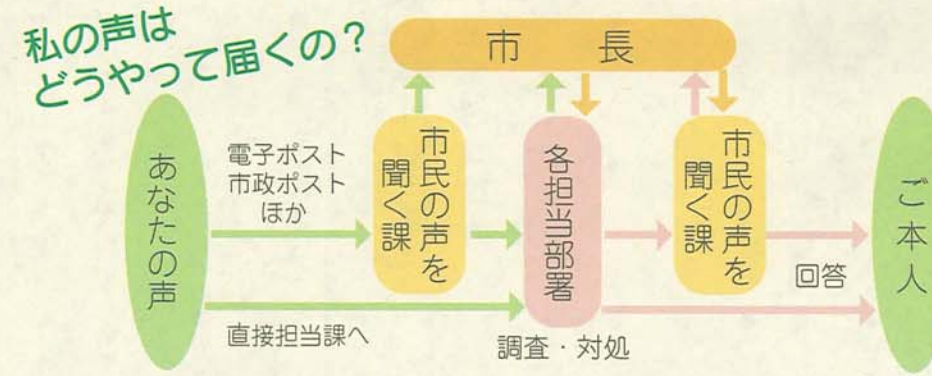 私の声は
どうやって届くの？
市長
あなたの声
電子ポスト
市政ポスト
ほか
市民の声を
聞く課
各担当部署
市民の声を
聞く課
ご本人
回答
直接担当課へ
調査・対処